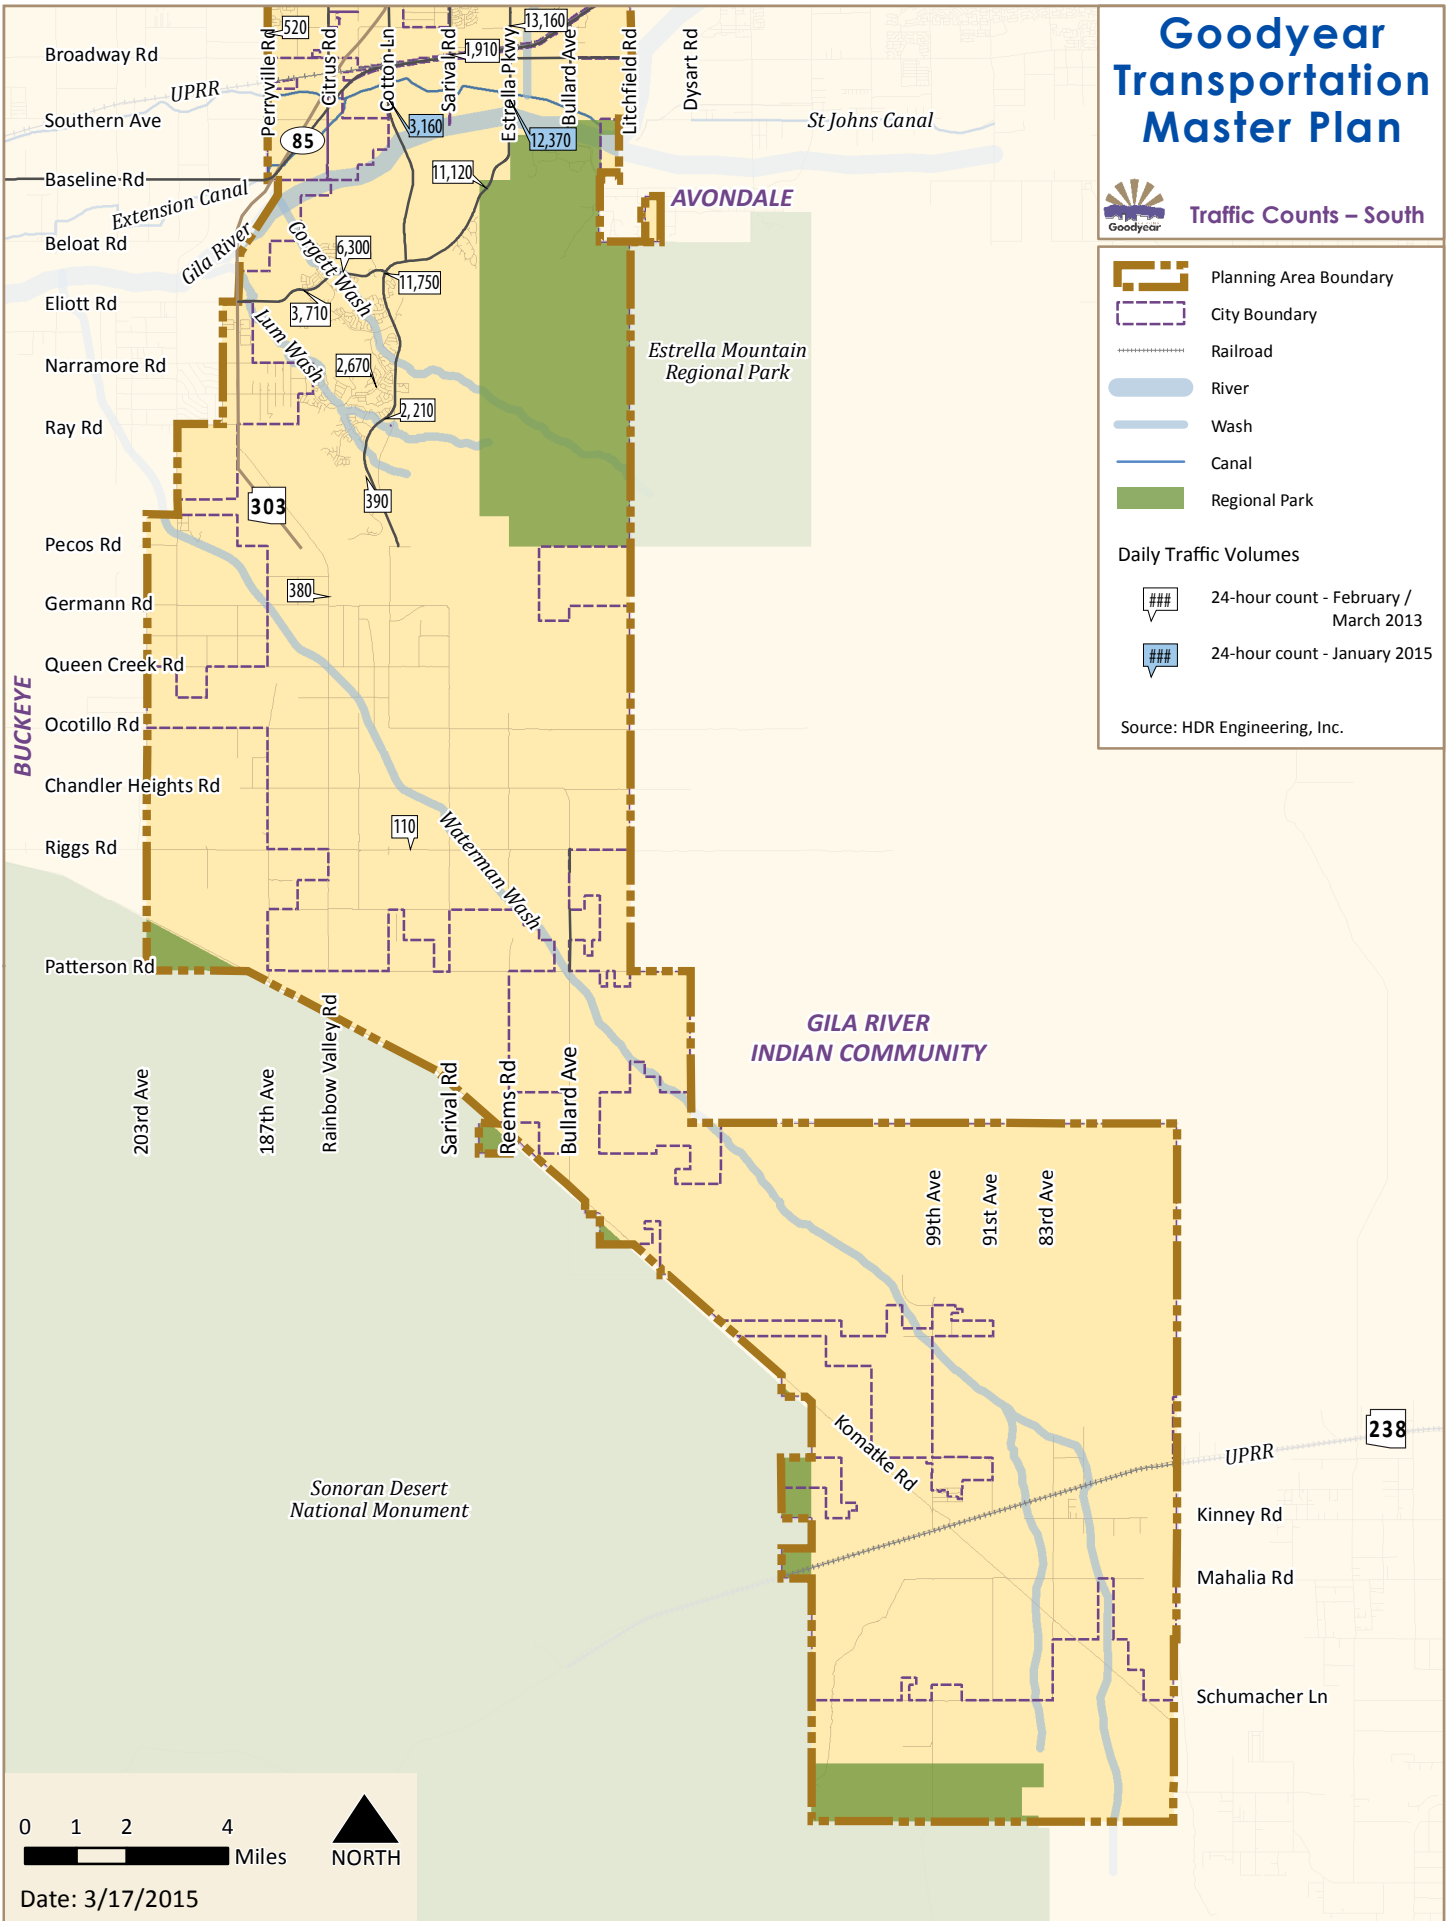 Goodyear
Transportation
Master Plan
Goodyear
Traffic Counts – South
Planning Area Boundary
City Boundary
Railroad
River
Wash
Canal
Regional Park
Daily Traffic Volumes
###
24-hour count - February /
March 2013
###
24-hour count - January 2015
Source: HDR Engineering, Inc.
Perryville Rd
Citrus Rd
Cotton Ln
Sarival Rd
Estrella Pkwy
Bullard Ave
Litchfield Rd
Dysart Rd
520
13,160
1,910
Broadway Rd
UPRR
Southern Ave
85
3,160
12,370
St Johns Canal
Baseline Rd
11,120
Extension Canal
AVONDALE
Beloat Rd
Gila River
Corgett Wash
6,300
11,750
Eliott Rd
3,710
Lum Wash
Estrella Mountain
Regional Park
Narramore Rd
2,670
2,210
Ray Rd
303
390
Pecos Rd
380
Germann Rd
Queen Creek Rd
BUCKEYE
Ocotillo Rd
Chandler Heights Rd
110
Waterman Wash
Riggs Rd
Patterson Rd
GILA RIVER
INDIAN COMMUNITY
203rd Ave
187th Ave
Rainbow Valley Rd
Sarival Rd
Reems Rd
Bullard Ave
99th Ave
91st Ave
83rd Ave
Komatke Rd
238
UPRR
Sonoran Desert
National Monument
Kinney Rd
Mahalia Rd
Schumacher Ln
0 1 2 4
Miles
NORTH
Date: 3/17/2015